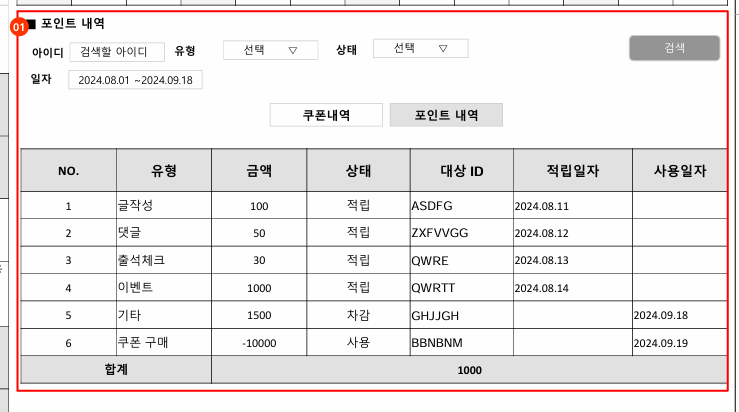 01
■ 포인트 내역
아이디 검색할 아이디 유형 선택 ▽ 상태 선택 ▽ 검색
일자 2024.08.01 ~2024.09.18
쿠폰내역 포인트 내역
NO. 유형 금액 상태 대상 ID 적립일자 사용일자
1 글작성 100 적립 ASDFG 2024.08.11
2 댓글 50 적립 ZXFVVGG 2024.08.12
3 출석체크 30 적립 QWRE 2024.08.13
4 이벤트 1000 적립 QWRTT 2024.08.14
5 기타 1500 차감 GHJJGH 2024.09.18
6 쿠폰 구매 -10000 사용 BBNBNM 2024.09.19
합계 1000